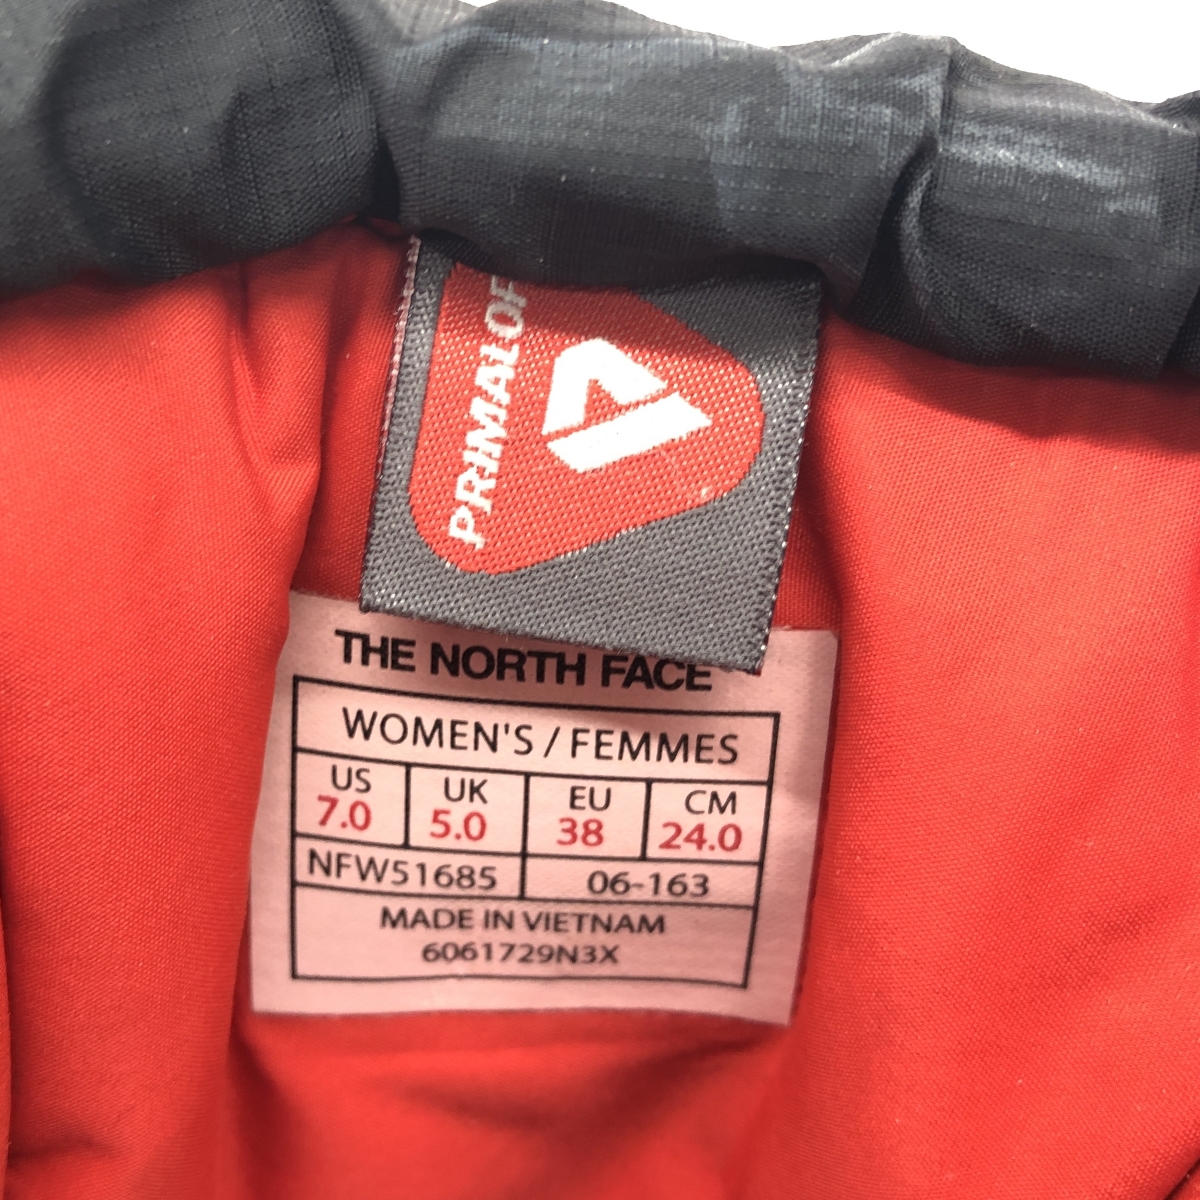 PRIMALOF
THE NORTH FACE
WOMEN'S / FEMMES
US UK EU CM
7.0 5.0 38 24.0
NFW51685 06-163
MADE IN VIETNAM
6061729N3X